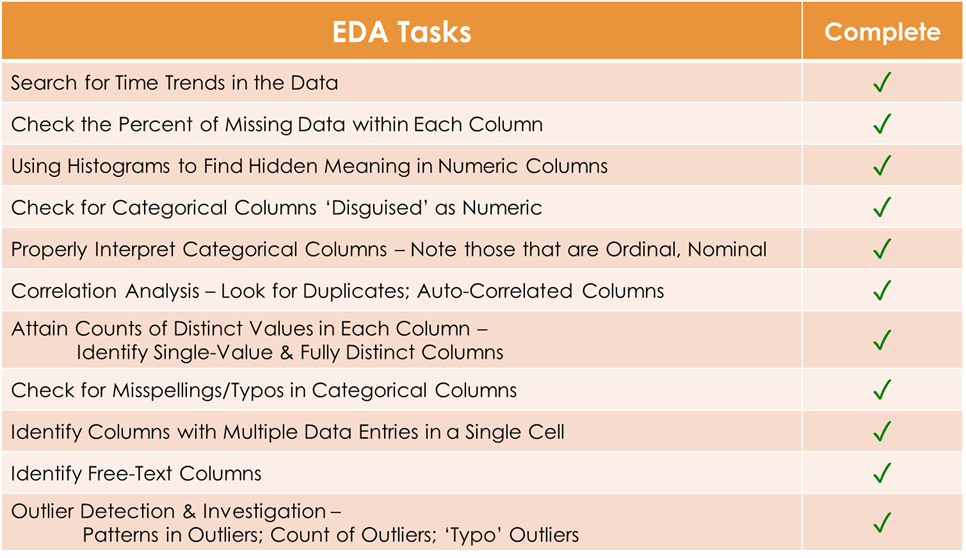 EDA Tasks Complete
Search for Time Trends in the Data ✓
Check the Percent of Missing Data within Each Column ✓
Using Histograms to Find Hidden Meaning in Numeric Columns ✓
Check for Categorical Columns ‘Disguised’ as Numeric ✓
Properly Interpret Categorical Columns – Note those that are Ordinal, Nominal ✓
Correlation Analysis – Look for Duplicates; Auto-Correlated Columns ✓
Attain Counts of Distinct Values in Each Column –
Identify Single-Value & Fully Distinct Columns ✓
Check for Misspellings/Typos in Categorical Columns ✓
Identify Columns with Multiple Data Entries in a Single Cell ✓
Identify Free-Text Columns ✓
Outlier Detection & Investigation –
Patterns in Outliers; Count of Outliers; ‘Typo’ Outliers ✓